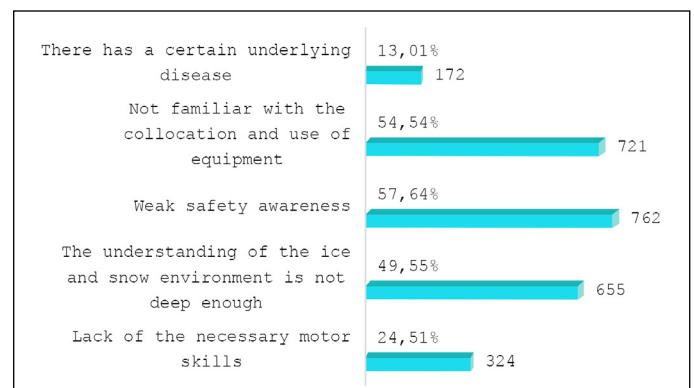 There has a certain underlying
disease
13,01%
172
Not familiar with the
collocation and use of
equipment
54,54%
721
Weak safety awareness
57,64%
762
The understanding of the ice
and snow environment is not
deep enough
49,55%
655
Lack of the necessary motor
skills
24,51%
324